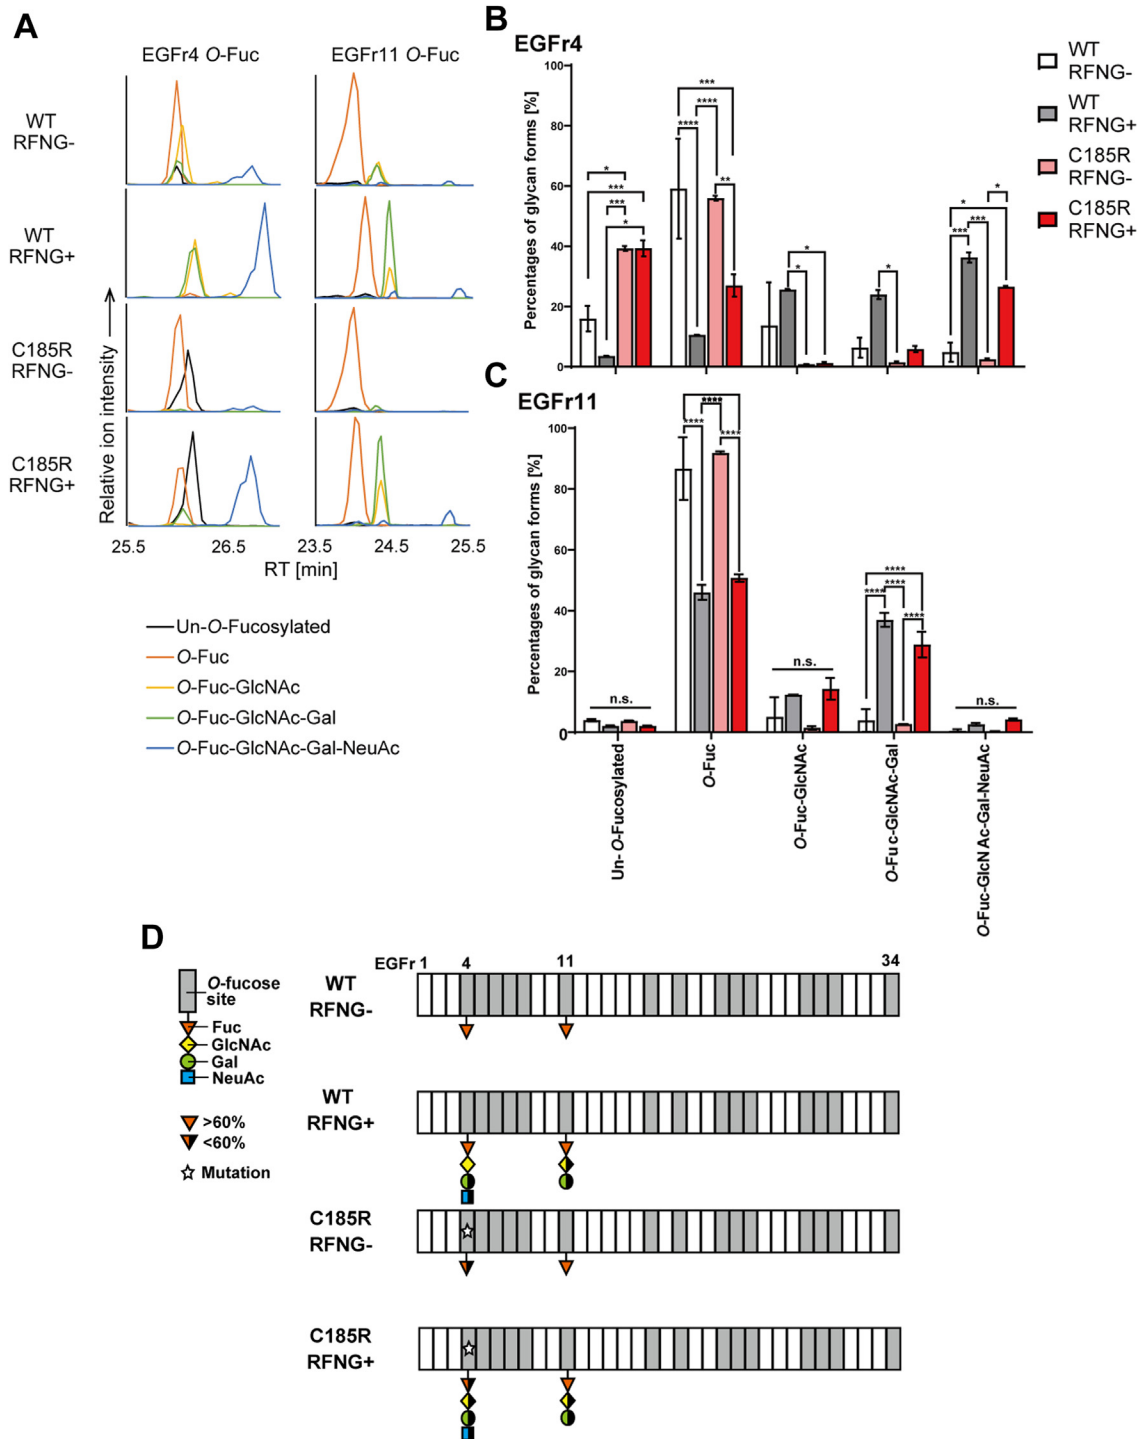 A
EGFr4 O-Fuc
EGFr11 O-Fuc
WT
RFNG-
WT
RFNG+
C185R
RFNG-
C185R
RFNG+
Relative ion intensity
25.5
26.5
23.5
24.5
25.5
RT [min]
Un-O-Fucosylated
O-Fuc
O-Fuc-GlcNAc
O-Fuc-GlcNAc-Gal
O-Fuc-GlcNAc-Gal-NeuAc
B
EGFr4
Percentages of glycan forms [%]
100
80
60
40
20
0
*
***
***
*
***
****
****
**
*
*
*
*
*
***
***
WT
RFNG-
WT
RFNG+
C185R
RFNG-
C185R
RFNG+
C
EGFr11
Percentages of glycan forms [%]
100
80
60
40
20
0
n.s.
****
****
****
n.s.
****
****
****
****
n.s.
Un-O-Fucosylated
O-Fuc
O-Fuc-GlcNAc
O-Fuc-GlcNAc-Gal
O-Fuc-GlcNAc-Gal-NeuAc
D
O-fucose
site
Fuc
GlcNAc
Gal
NeuAc
>60%
<60%
Mutation
EGFr 1
4
11
34
WT
RFNG-
WT
RFNG+
C185R
RFNG-
C185R
RFNG+